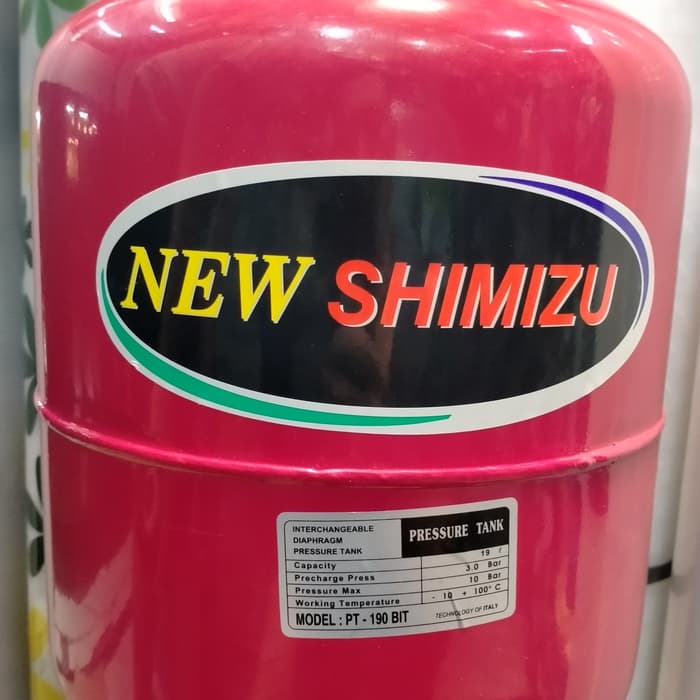 NEW SHIMIZU
INTERCHANGEABLE
DIAPHRAGM
PRESSURE TANK
PRESSURE TANK
Capacity 19 ℓ
Precharge Press 3.0 Bar
Pressure Max 10 Bar
Working Temperature - 10 + 100° C
MODEL : PT - 190 BIT TECHNOLOGY OF ITALY